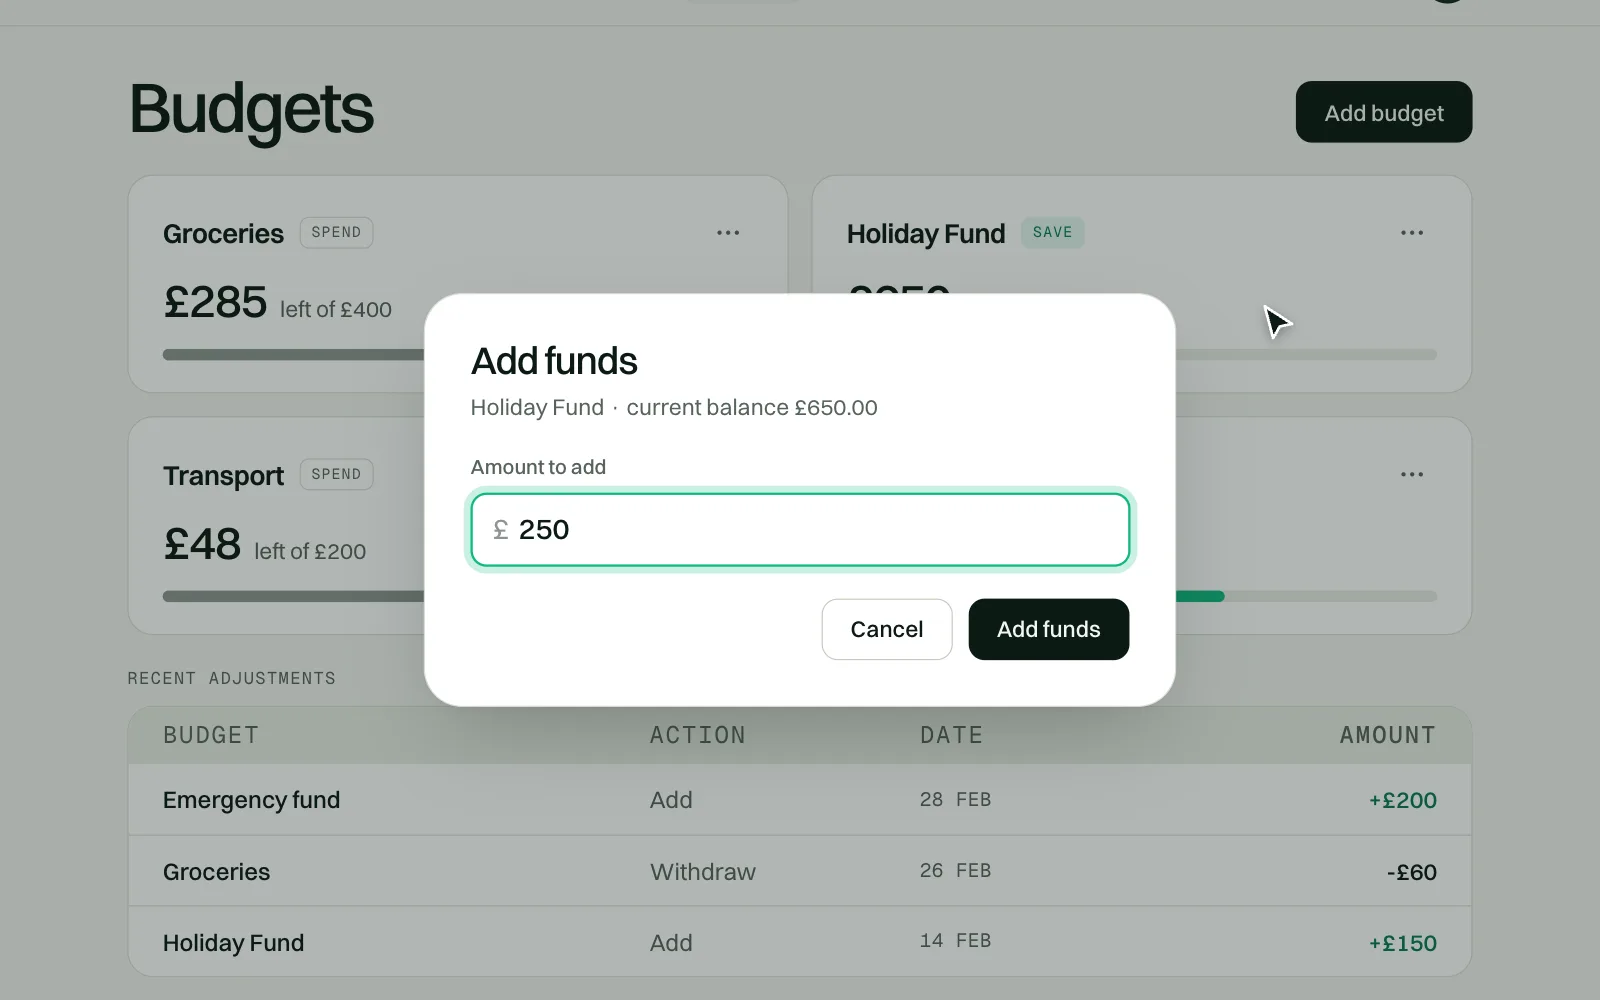 Budgets
Add budget
Groceries SPEND
Holiday Fund SAVE
£285 left of £400
Add funds
Holiday Fund · current balance £650.00
Amount to add
£ 250
Cancel
Add funds
Transport SPEND
£48 left of £200
RECENT ADJUSTMENTS
BUDGET ACTION DATE AMOUNT
Emergency fund Add 28 FEB +£200
Groceries Withdraw 26 FEB -£60
Holiday Fund Add 14 FEB +£150